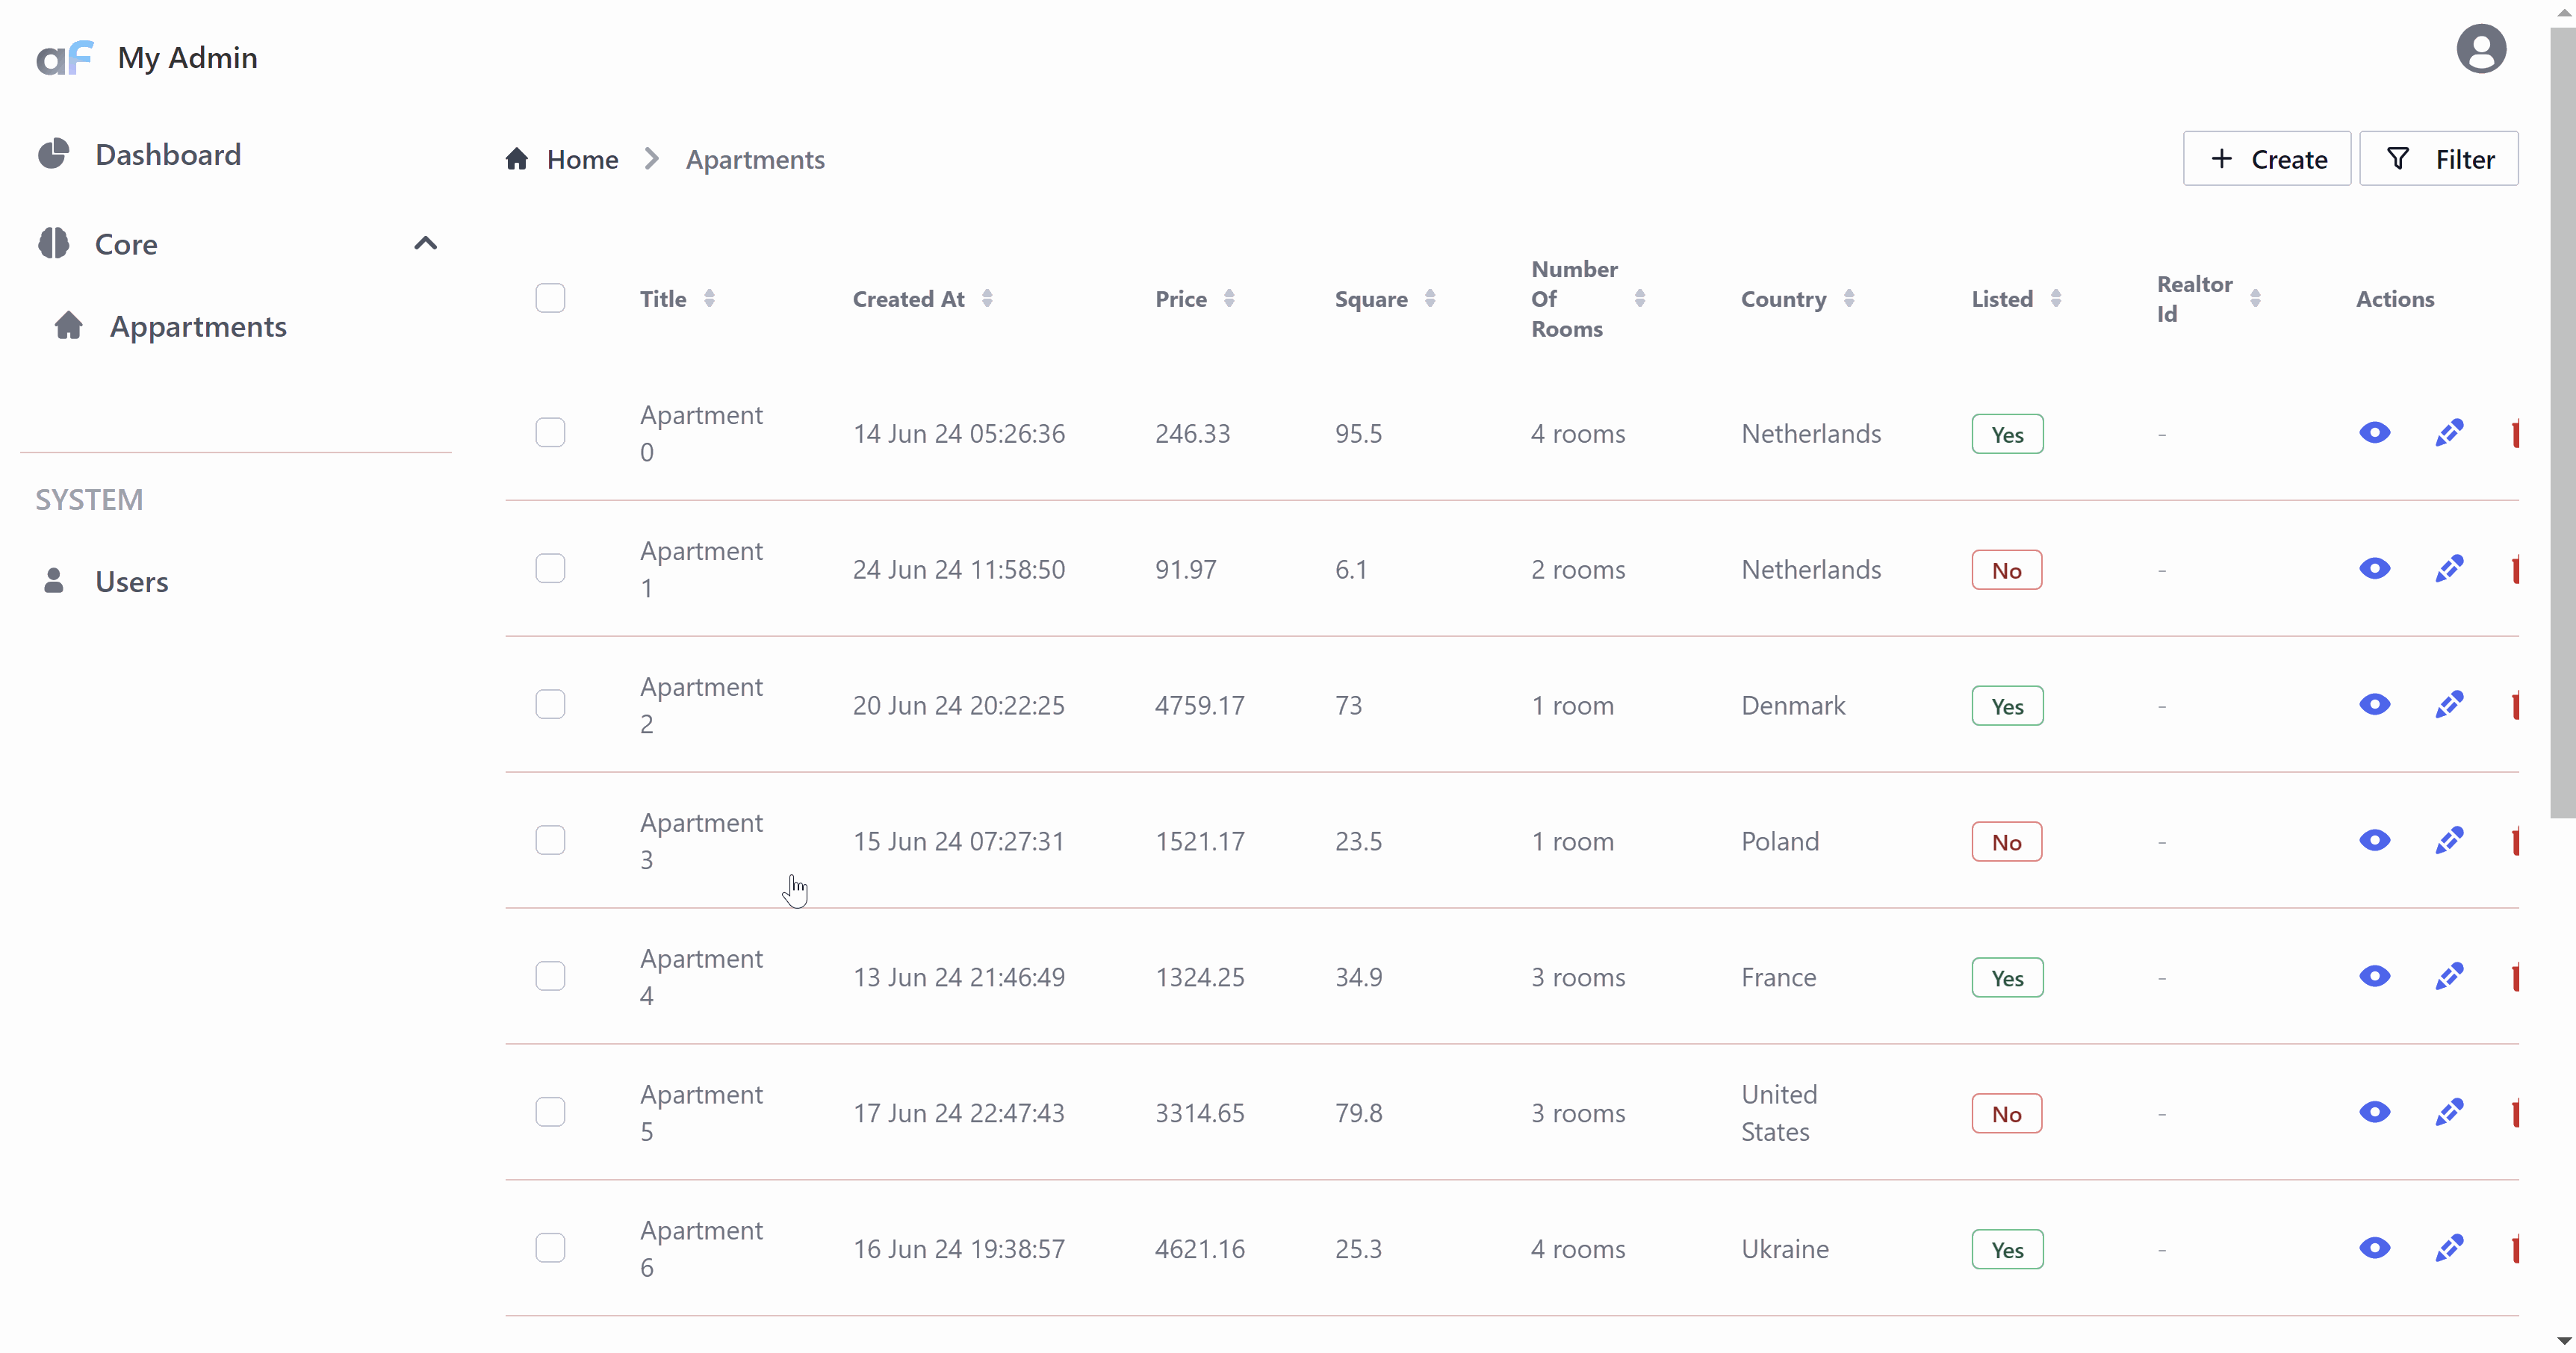 aF My Admin
Dashboard
Core
Appartments
SYSTEM
Users
Home Apartments
Create Filter
Title Created At Price Square Number Of Rooms Country Listed Realtor Id Actions
Apartment 0 14 Jun 24 05:26:36 246.33 95.5 4 rooms Netherlands Yes -
Apartment 1 24 Jun 24 11:58:50 91.97 6.1 2 rooms Netherlands No -
Apartment 2 20 Jun 24 20:22:25 4759.17 73 1 room Denmark Yes -
Apartment 3 15 Jun 24 07:27:31 1521.17 23.5 1 room Poland No -
Apartment 4 13 Jun 24 21:46:49 1324.25 34.9 3 rooms France Yes -
Apartment 5 17 Jun 24 22:47:43 3314.65 79.8 3 rooms United States No -
Apartment 6 16 Jun 24 19:38:57 4621.16 25.3 4 rooms Ukraine Yes -